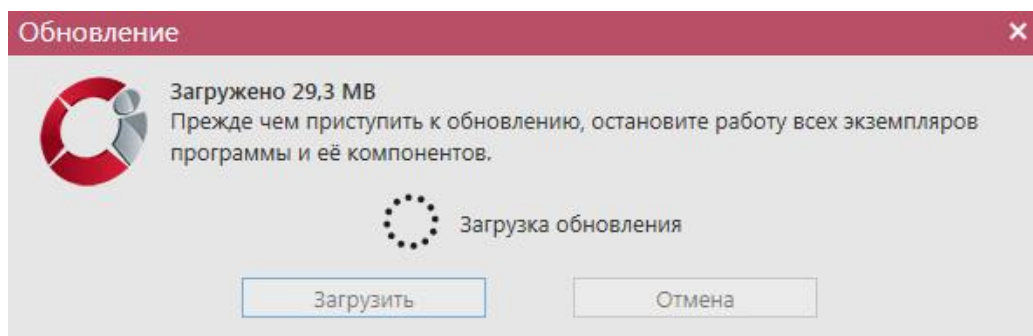 Обновление
Загружено 29,3 MB
Прежде чем приступить к обновлению, остановите работу всех экземпляров
программы и её компонентов.
Загрузка обновления
Загрузить
Отмена